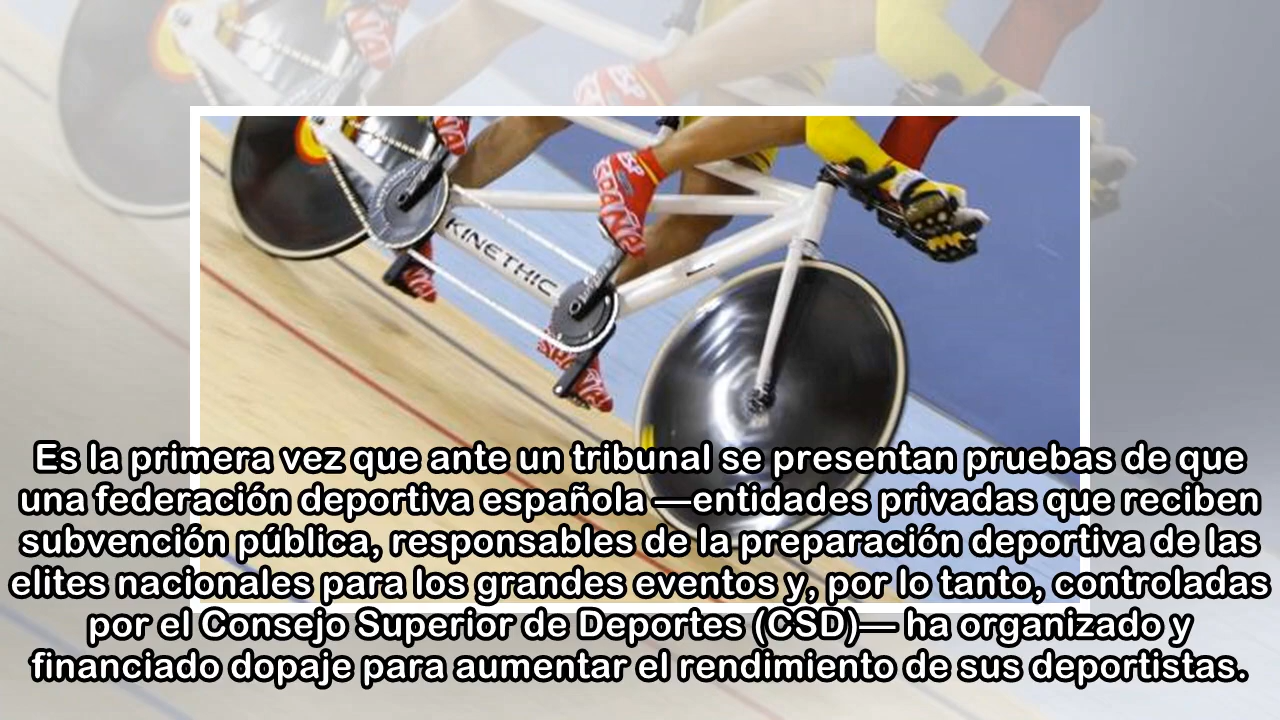 ESP
ESPAÑA
KINETHIC
Es la primera vez que ante un tribunal se presentan pruebas de que
una federación deportiva española —entidades privadas que reciben
subvención pública, responsables de la preparación deportiva de las
elites nacionales para los grandes eventos y, por lo tanto, controladas
por el Consejo Superior de Deportes (CSD)— ha organizado y
financiado dopaje para aumentar el rendimiento de sus deportistas.